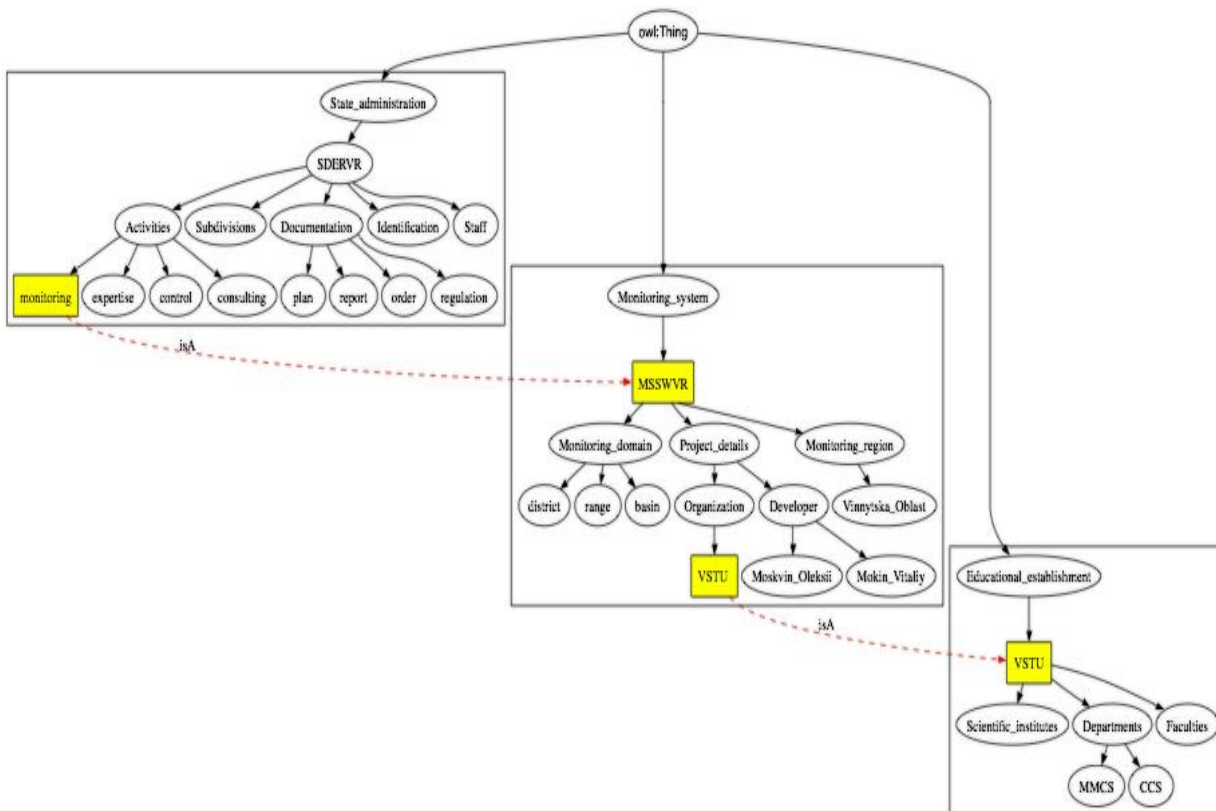 owl:Thing
State_administration
SDERVR
Activities Subdivisions Documentation Identification Staff
monitoring expertise control consulting plan report order regulation
isA
Monitoring_system
MSSWVR
Monitoring_domain Project_details Monitoring_region
district range basin Organization Developer Vinnytska_Oblast
VSTU Moskvin_Oleksii Mokin_Vitaliy
isA
Educational_establishment
VSTU
Scientific_institutes Departments Faculties
MMCS CCS